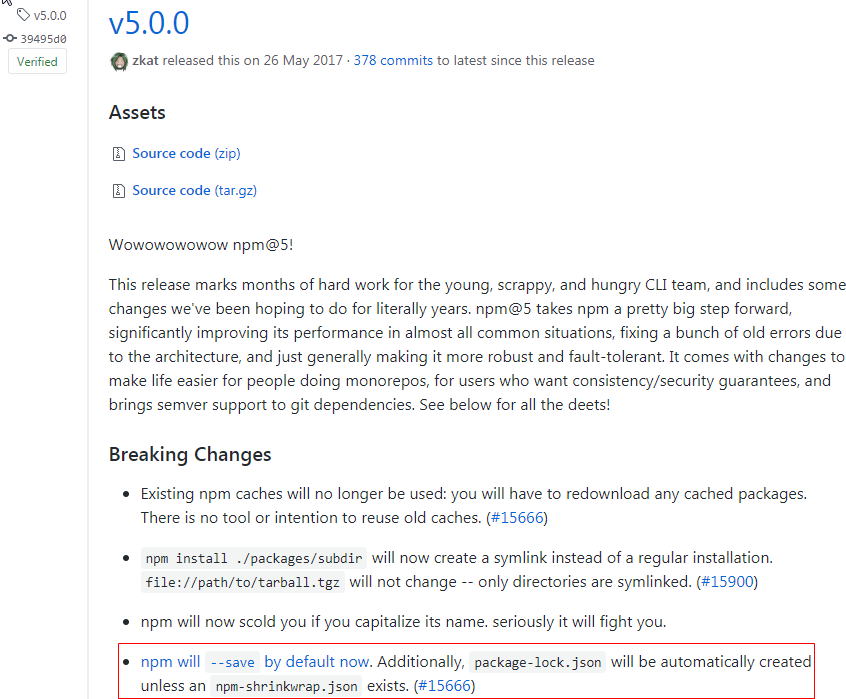 v5.0.0
39495d0
Verified
v5.0.0
zkat released this on 26 May 2017 · 378 commits to latest since this release
Assets
Source code (zip)
Source code (tar.gz)
Wowowowowow npm@5!
This release marks months of hard work for the young, scrappy, and hungry CLI team, and includes some
changes we've been hoping to do for literally years. npm@5 takes npm a pretty big step forward,
significantly improving its performance in almost all common situations, fixing a bunch of old errors due
to the architecture, and just generally making it more robust and fault-tolerant. It comes with changes to
make life easier for people doing monorepos, for users who want consistency/security guarantees, and
brings semver support to git dependencies. See below for all the deets!
Breaking Changes
• Existing npm caches will no longer be used: you will have to redownload any cached packages.
There is no tool or intention to reuse old caches. (#15666)
• npm install ./packages/subdir will now create a symlink instead of a regular installation.
file://path/to/tarball.tgz will not change -- only directories are symlinked. (#15900)
• npm will now scold you if you capitalize its name. seriously it will fight you.
• npm will --save by default now. Additionally, package-lock.json will be automatically created
unless an npm-shrinkwrap.json exists. (#15666)